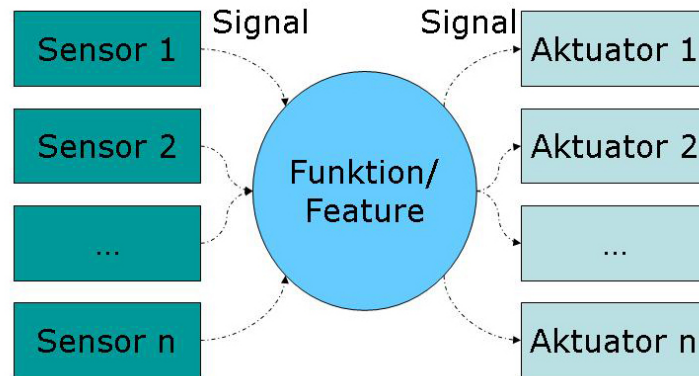 Signal
Signal
Sensor 1
Aktuator 1
Sensor 2
Aktuator 2
Funktion/
Feature
...
...
Sensor n
Aktuator n